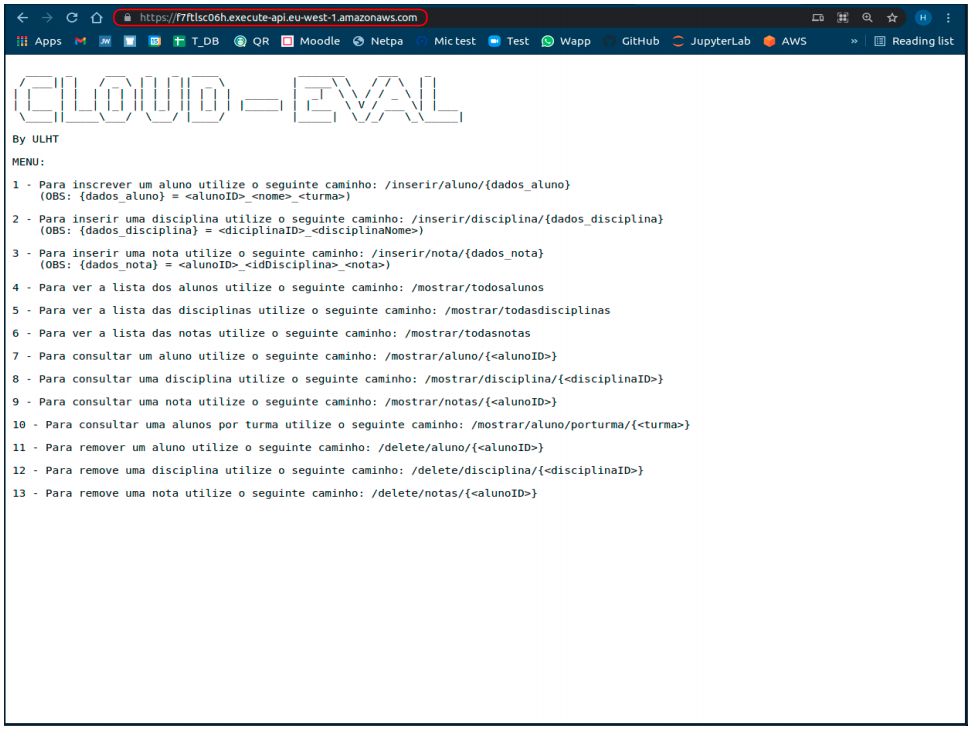 https://f7ftlsc06h.execute-api.eu-west-1.amazonaws.com
Apps T_DB QR Moodle Netpa Mic test Test Wapp GitHub JupyterLab AWS » Reading list
CLOUD - EVAL
By ULHT
MENU:
1 - Para inscrever um aluno utilize o seguinte caminho: /inserir/aluno/{dados_aluno}
(OBS: {dados_aluno} = <alunoID>_<nome>_<turma>)
2 - Para inserir uma disciplina utilize o seguinte caminho: /inserir/disciplina/{dados_disciplina}
(OBS: {dados_disciplina} = <diciplinaID>_<disciplinaNome>)
3 - Para inserir uma nota utilize o seguinte caminho: /inserir/nota/{dados_nota}
(OBS: {dados_nota} = <alunoID>_<idDisciplina>_<nota>)
4 - Para ver a lista dos alunos utilize o seguinte caminho: /mostrar/todosalunos
5 - Para ver a lista das disciplinas utilize o seguinte caminho: /mostrar/todasdisciplinas
6 - Para ver a lista das notas utilize o seguinte caminho: /mostrar/todasnotas
7 - Para consultar um aluno utilize o seguinte caminho: /mostrar/aluno/{<alunoID>}
8 - Para consultar uma disciplina utilize o seguinte caminho: /mostrar/disciplina/{<disciplinaID>}
9 - Para consultar uma nota utilize o seguinte caminho: /mostrar/notas/{<alunoID>}
10 - Para consultar uma alunos por turma utilize o seguinte caminho: /mostrar/aluno/porturma/{<turma>}
11 - Para remover um aluno utilize o seguinte caminho: /delete/aluno/{<alunoID>}
12 - Para remove uma disciplina utilize o seguinte caminho: /delete/disciplina/{<disciplinaID>}
13 - Para remove uma nota utilize o seguinte caminho: /delete/notas/{<alunoID>}